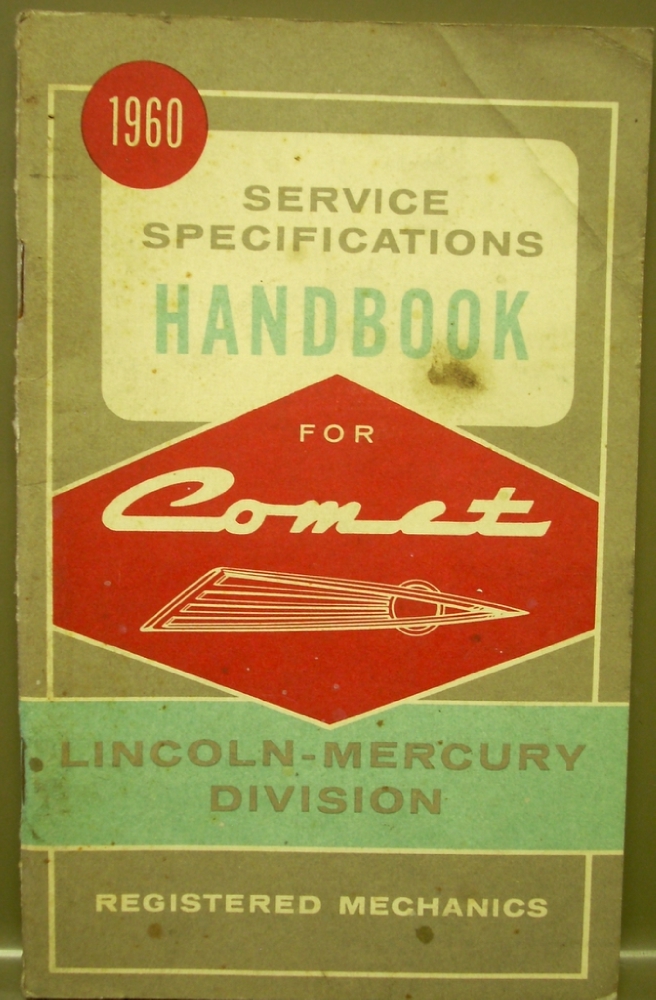 1960
SERVICE
SPECIFICATIONS
HANDBOOK
FOR
Comet
LINCOLN-MERCURY
DIVISION
REGISTERED MECHANICS